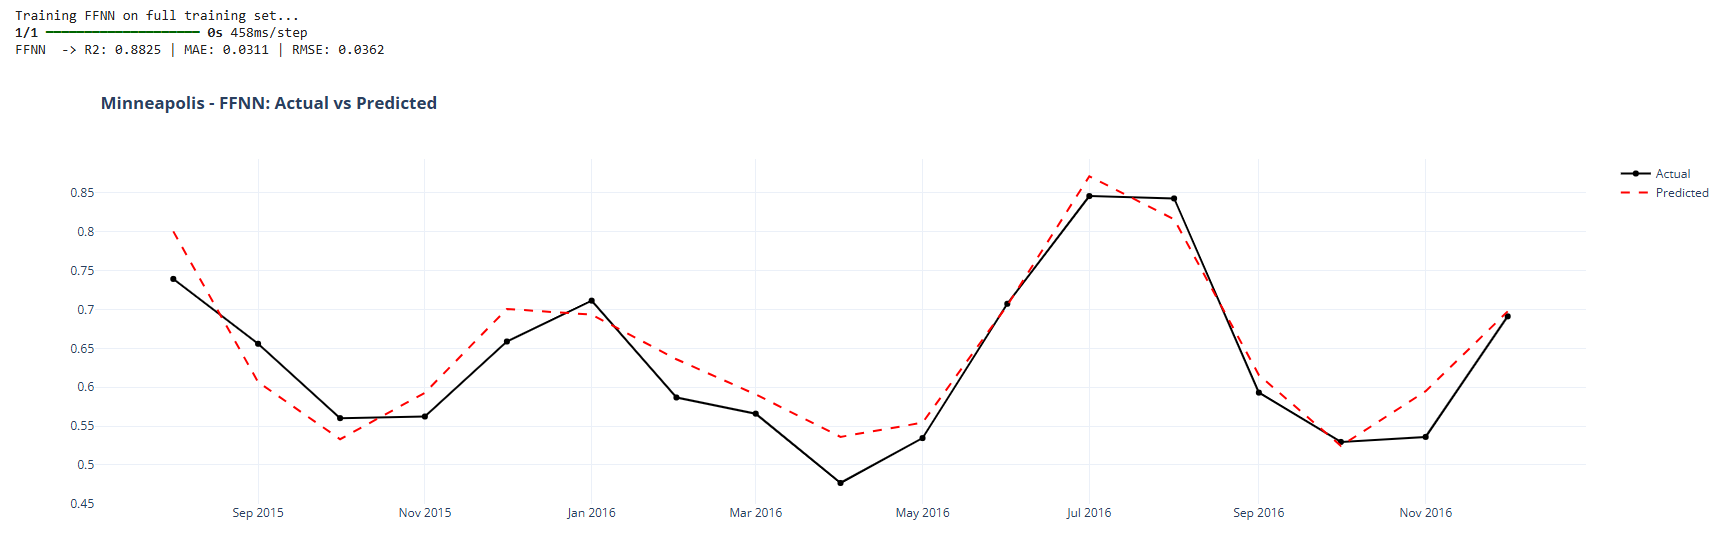 Training FFNN on full training set...
1/1 ━━━━━━━━━━━━━━━━━━━━ 0s 458ms/step
FFNN  -> R2: 0.8825 | MAE: 0.0311 | RMSE: 0.0362
Minneapolis - FFNN: Actual vs Predicted
Actual
Predicted
0.85
0.8
0.75
0.7
0.65
0.6
0.55
0.5
0.45
Sep 2015 Nov 2015 Jan 2016 Mar 2016 May 2016 Jul 2016 Sep 2016 Nov 2016